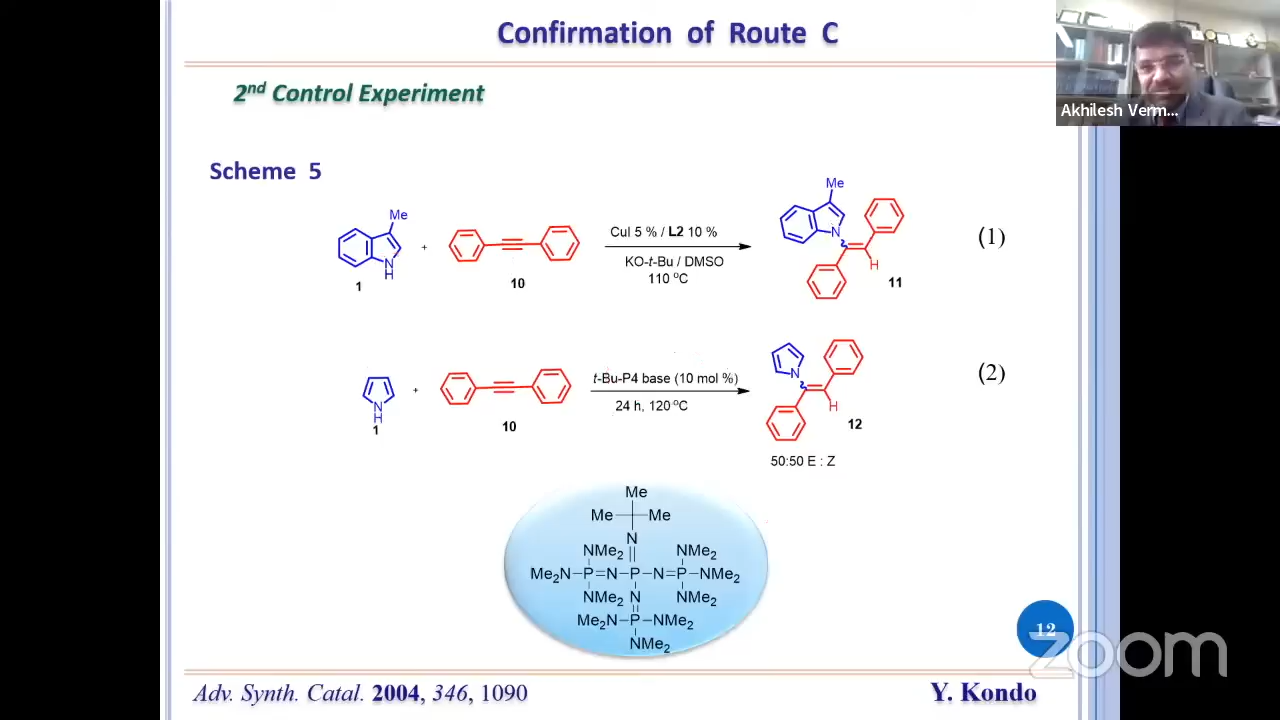 Confirmation of Route C
Akhilesh Verm...
2nd Control Experiment
Scheme 5
Me
N
H
1
+
10
CuI 5 % / L2 10 %
KO-t-Bu / DMSO
110 ºC
Me
N
H
11
(1)
N
H
1
+
10
t-Bu-P4 base (10 mol %)
24 h, 120 ºC
N
H
12
50:50 E : Z
(2)
Me
Me Me
N
NMe2 NMe2
Me2N-P=N-P-N=P-NMe2
NMe2 N NMe2
Me2N-P-NMe2
NMe2
12
zoom
Adv. Synth. Catal. 2004, 346, 1090
Y. Kondo